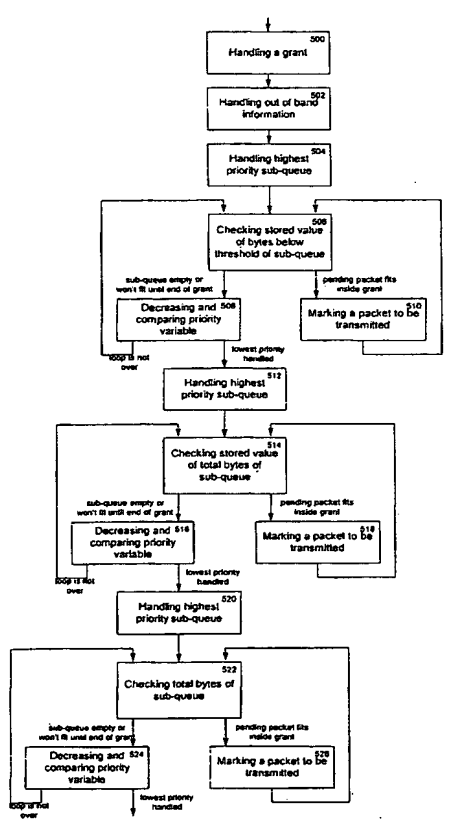 500
Handling a grant
502
Handling out of band
information
504
Handling highest
priority sub-queue
506
Checking stored value
of bytes below
threshold of sub-queue
sub-queue empty or
won't fit until end of grant
pending packet fits
inside grant
Decreasing and 508
comparing priority
variable
510
Marking a packet to be
transmitted
loop is not
over
lowest priority
handled
512
Handling highest
priority sub-queue
514
Checking stored value
of total bytes of
sub-queue
sub-queue empty or
won't fit until end of grant
pending packet fits
inside grant
Decreasing and 516
comparing priority
variable
518
Marking a packet to be
transmitted
loop is not
over
lowest priority
handled
520
Handling highest
priority sub-queue
522
Checking total bytes of
sub-queue
sub-queue empty or
won't fit until end of grant
pending packet fits
inside grant
Decreasing and 524
comparing priority
variable
526
Marking a packet to be
transmitted
loop is not
over
lowest priority
handled